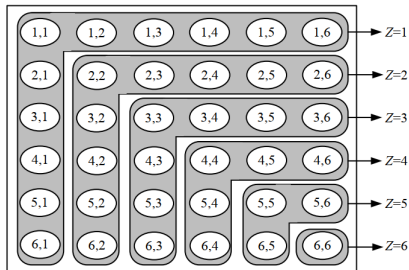 1,1 1,2 1,3 1,4 1,5 1,6 Z=1
2,1 2,2 2,3 2,4 2,5 2,6 Z=2
3,1 3,2 3,3 3,4 3,5 3,6 Z=3
4,1 4,2 4,3 4,4 4,5 4,6 Z=4
5,1 5,2 5,3 5,4 5,5 5,6 Z=5
6,1 6,2 6,3 6,4 6,5 6,6 Z=6